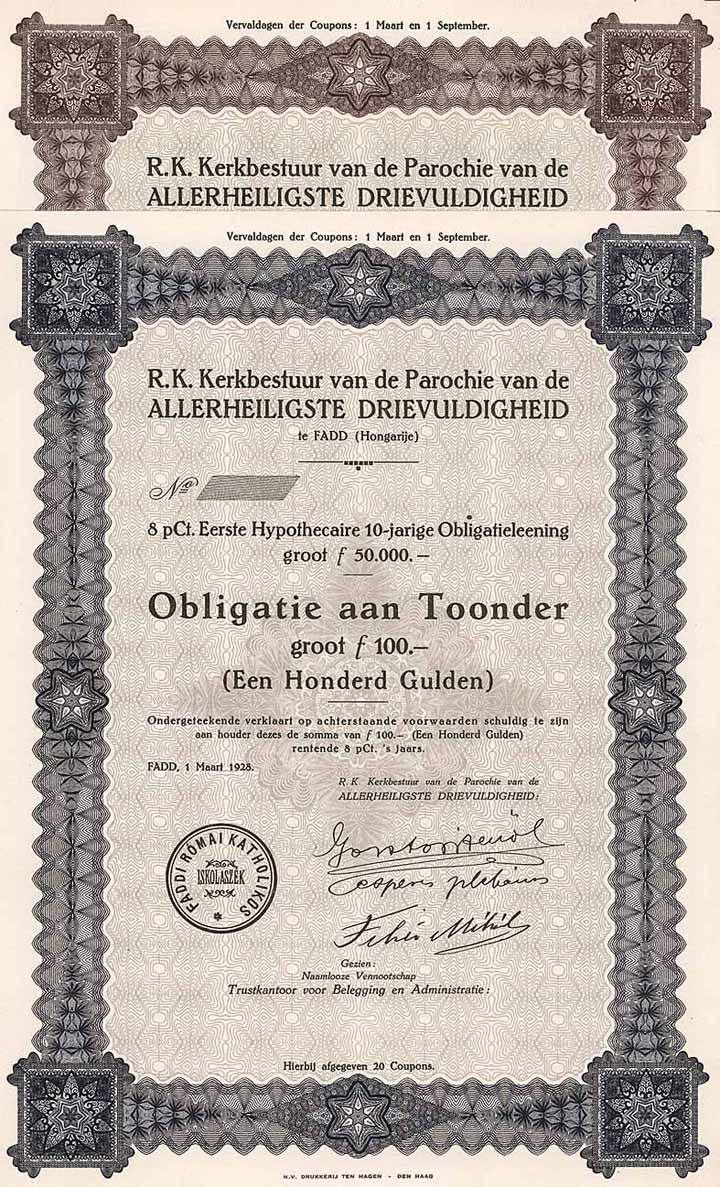 Vervaldagen der Coupons: 1 Maart en 1 September.
R.K. Kerkbestuur van de Parochie van de
ALLERHEILIGSTE DRIEVULDIGHEID
Vervaldagen der Coupons: 1 Maart en 1 September.
R.K. Kerkbestuur van de Parochie van de
ALLERHEILIGSTE DRIEVULDIGHEID
te FADD (Hongarije)
No
8 pCt. Eerste Hypothecaire 10-jarige Obligatieleening
groot f 50.000.—
Obligatie aan Toonder
groot f 100.—
(Een Honderd Gulden)
Ondergeteekende verklaart op achterstaande voorwaarden schuldig te zijn
aan houder dezes de somma van f 100.— (Een Honderd Gulden)
rentende 8 pCt. 's jaars.
FADD, 1 Maart 1928.
R. K. Kerkbestuur van de Parochie van de
ALLERHEILIGSTE DRIEVULDIGHEID:
FADDI RÓMAI KATHOLIKUS
ISKOLASZÉK
esperes plébános
Fehér Mihály
Gezien:
Naamlooze Vennootschap
Trustkantoor voor Belegging en Administratie:
Hierbij afgegeven 20 Coupons.
N.V. DRUKKERIJ TEN HAGEN - DEN HAAG